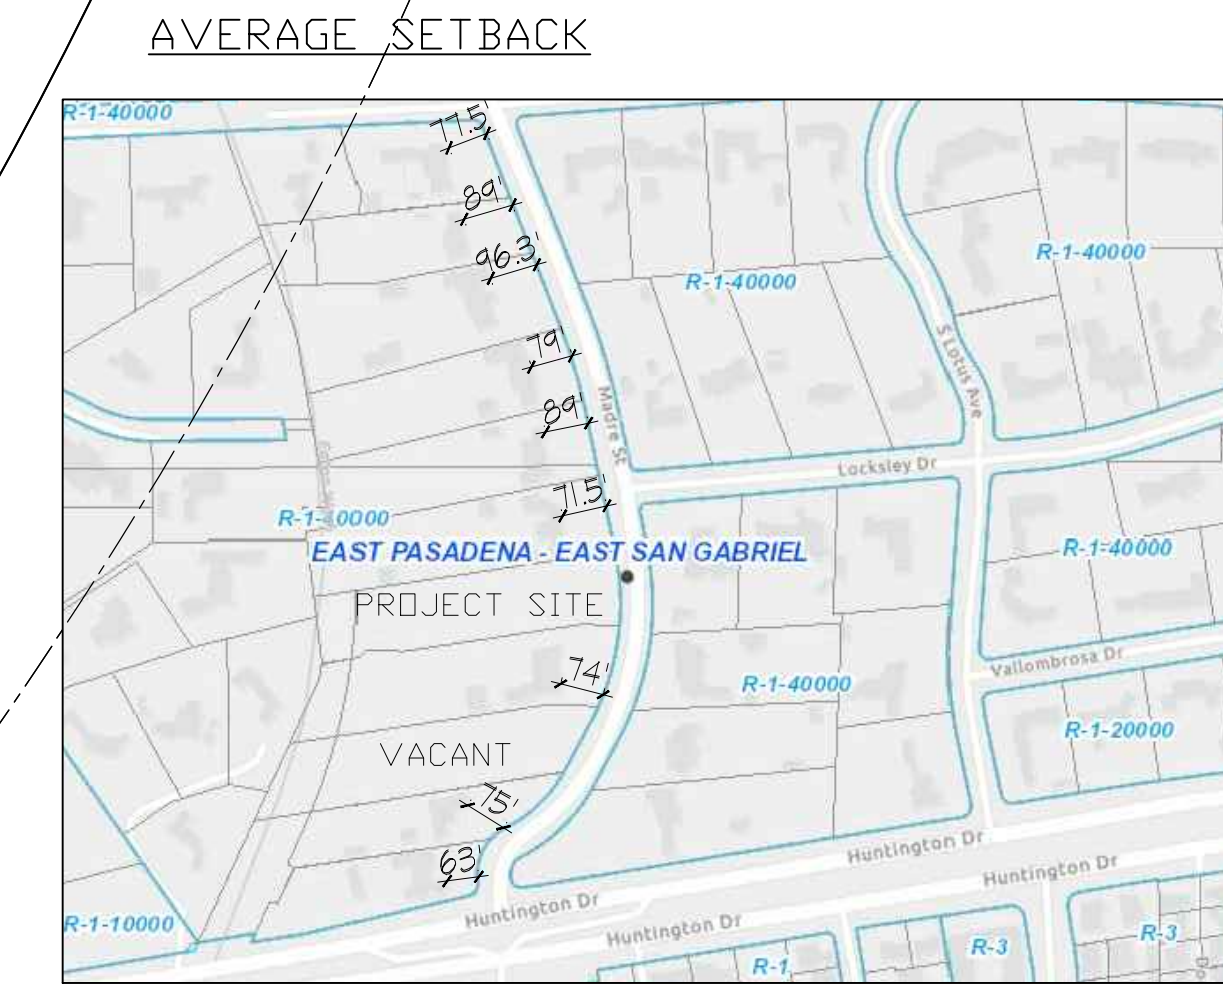 AVERAGE SETBACK
R-1-40000
77.5'
89'
96.3'
R-1-40000
R-1-40000
79'
S Lotus Ave
Madre St
89'
Locksley Dr
71.5'
R-1-40000
EAST PASADENA - EAST SAN GABRIEL
R-1-40000
PROJECT SITE
74'
Vallombrosa Dr
R-1-40000
R-1-20000
VACANT
75'
63'
Huntington Dr
Huntington Dr
Huntington Dr
Huntington Dr
R-1-10000
R-3
R-3
R-1